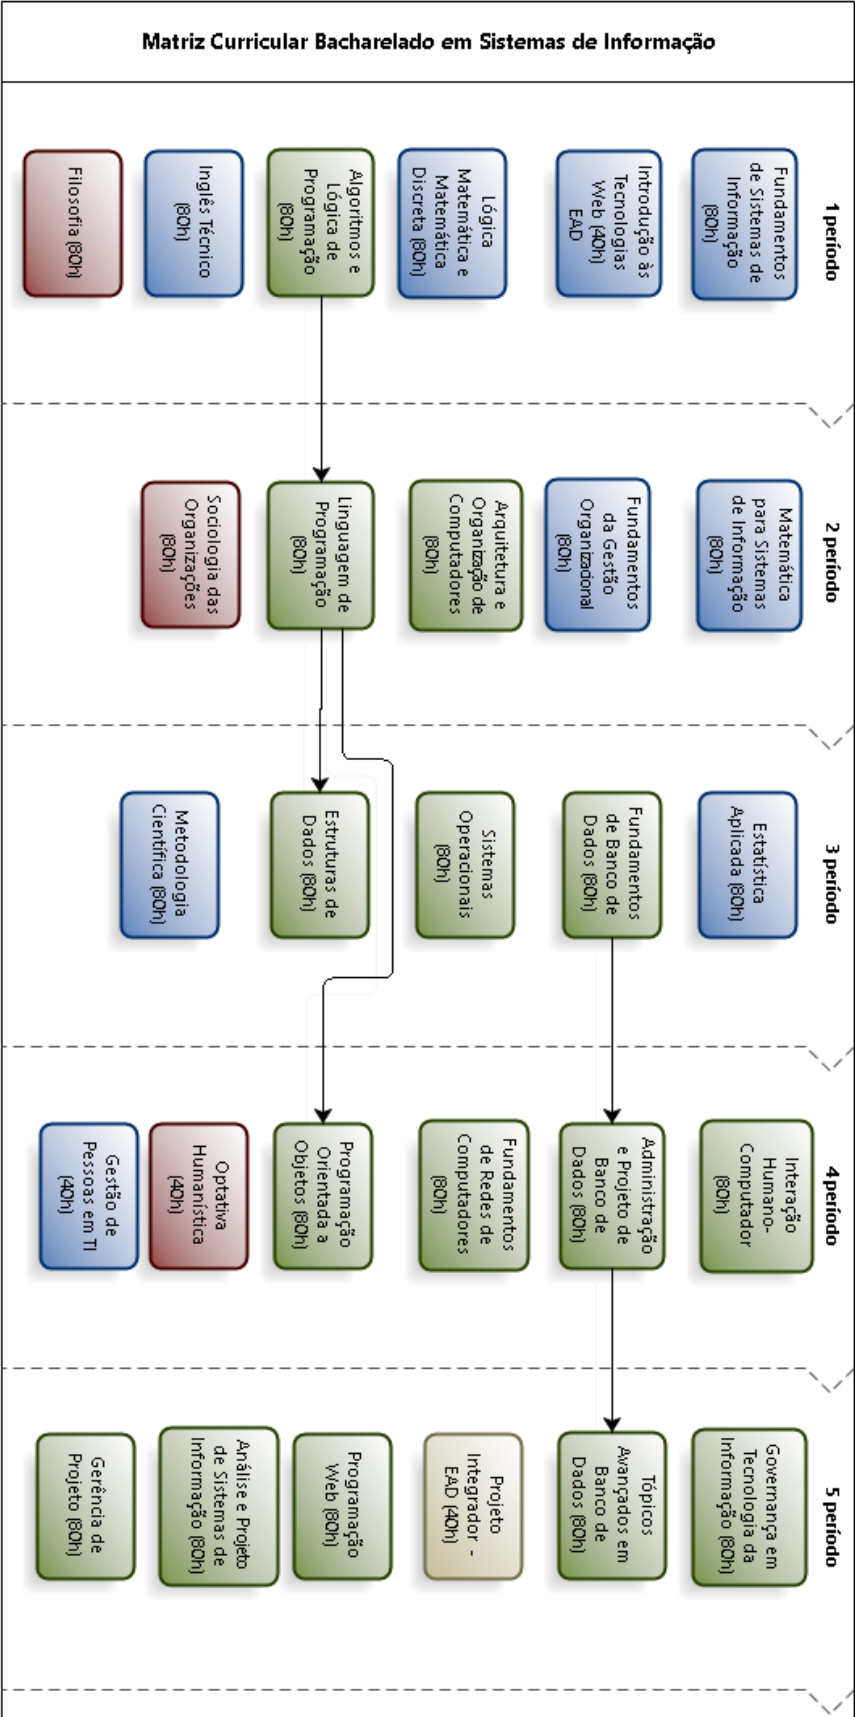 Matriz Curricular Bacharelado em Sistemas de Informação
1 período
Fundamentos
de Sistemas de
Informação
(80h)
Introdução às
Tecnologias
Web (40h)
EAD
Lógica
Matemática e
Matemática
Discreta (80h)
Algoritmos e
Lógica de
Programação
(80h)
Inglês Técnico
(80h)
Filosofia (80h)
2 período
Matemática
para Sistemas
de Informação
(80h)
Fundamentos
da Gestão
Organizacional
(80h)
Arquitetura e
Organização de
Computadores
(80h)
Linguagem de
Programação
(80h)
Sociologia das
Organizações
(80h)
3 período
Estatística
Aplicada (80h)
Fundamentos
de Banco de
Dados (80h)
Sistemas
Operacionais
(80h)
Estruturas de
Dados (80h)
Metodologia
Científica (80h)
4 período
Interação
Humano-
Computador
(80h)
Administração
e Projeto de
Banco de
Dados (80h)
Fundamentos
de Redes de
Computadores
(80h)
Programação
Orientada a
Objetos (80h)
Optativa
Humanística
(40h)
Gestão de
Pessoas em TI
(40h)
5 período
Governança em
Tecnologia da
Informação (80h)
Tópicos
Avançados em
Banco de
Dados (80h)
Projeto
Integrador -
EAD (40h)
Programação
Web (80h)
Análise e Projeto
de Sistemas de
Informação (80h)
Gerência de
Projeto (80h)